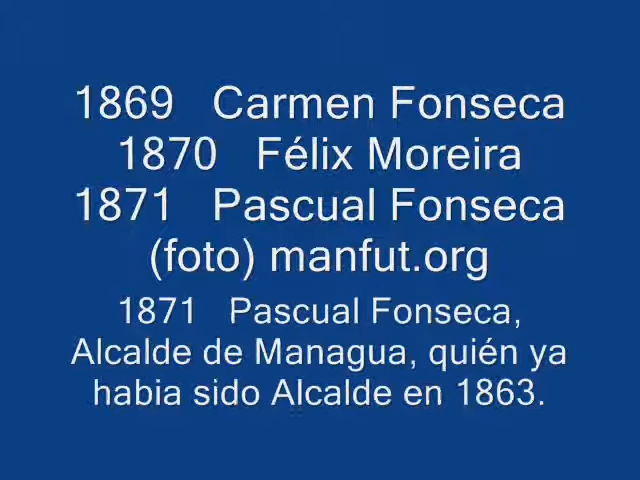 1869 Carmen Fonseca
1870 Félix Moreira
1871 Pascual Fonseca
(foto) manfut.org
1871 Pascual Fonseca,
Alcalde de Managua, quién ya
habia sido Alcalde en 1863.